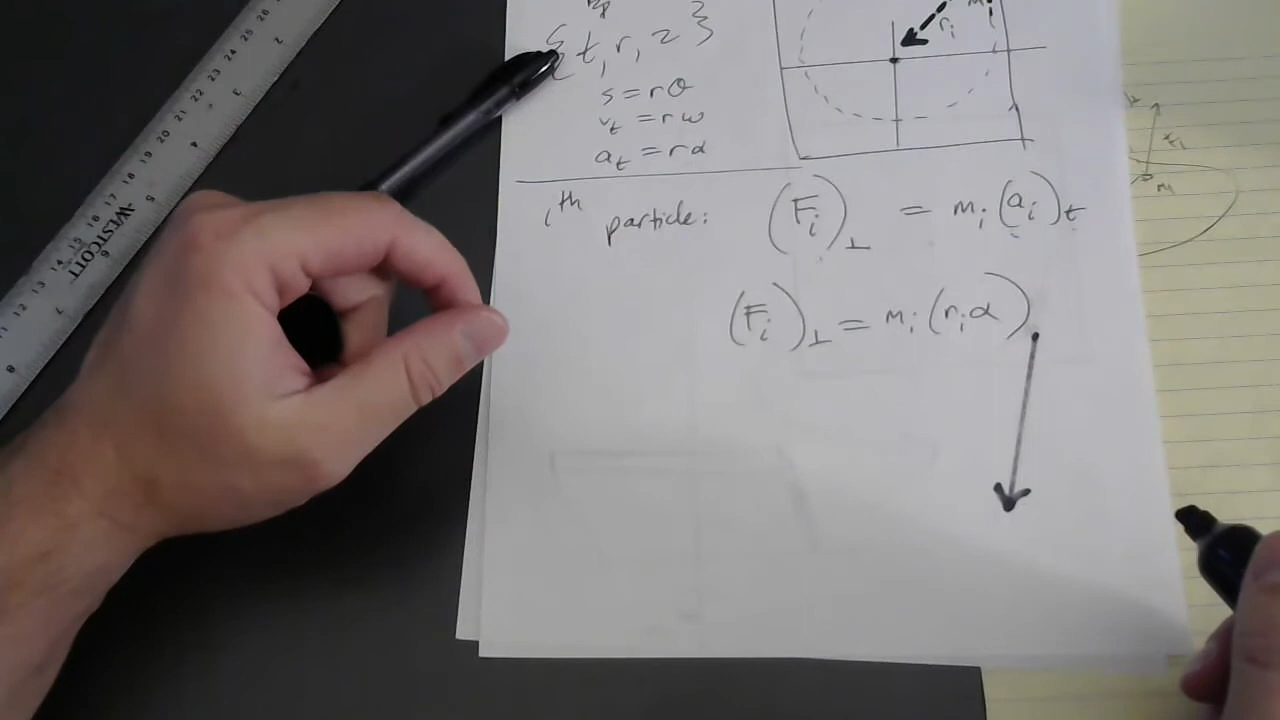 {t, r, z}
s = rθ
v_t = rω
a_t = rα
r_i
i^th particle: (F_i)_⊥ = m_i (a_i)_t
(F_i)_⊥ = m_i (r_i α)
WESTCOTT